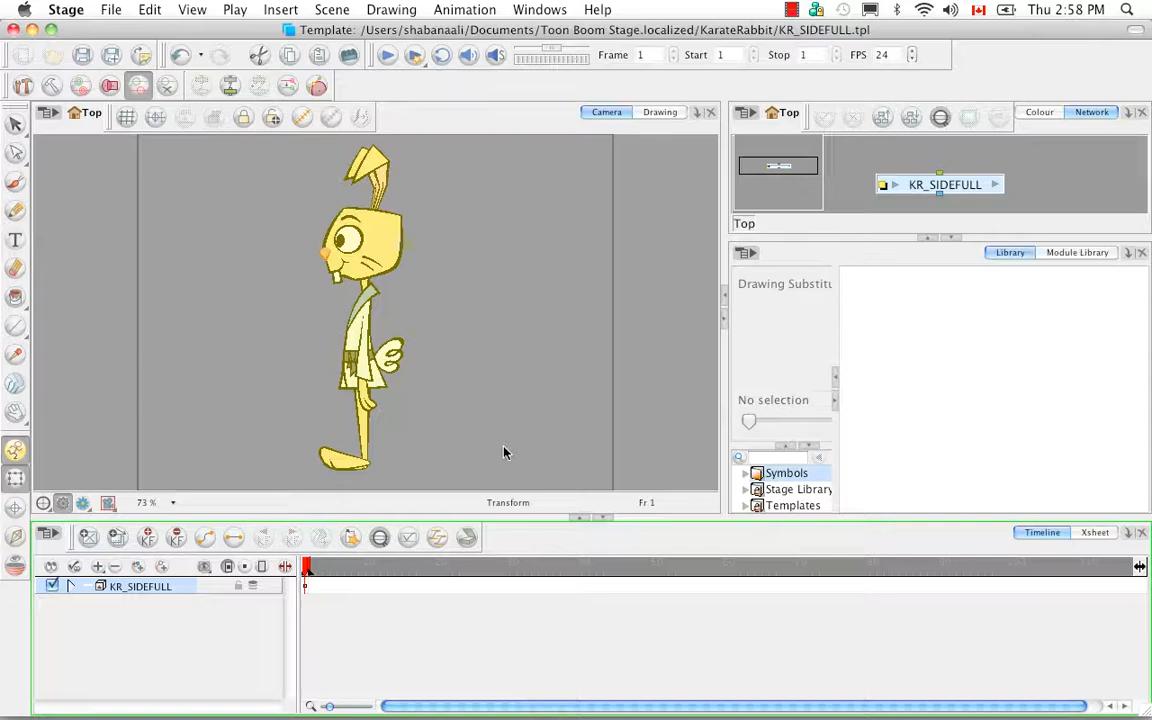 Stage File Edit View Play Insert Scene Drawing Animation Windows Help Thu 2:58 PM
Template: /Users/shabanaali/Documents/Toon Boom Stage.localized/KarateRabbit/KR_SIDEFULL.tpl
Frame 1 Start 1 Stop 1 FPS 24
Top Camera Drawing
Top Colour Network
KR_SIDEFULL
Top
Library Module Library
Drawing Substitu
No selection
Symbols
Stage Library
Templates
73 % Transform Fr 1
Timeline Xsheet
KR_SIDEFULL